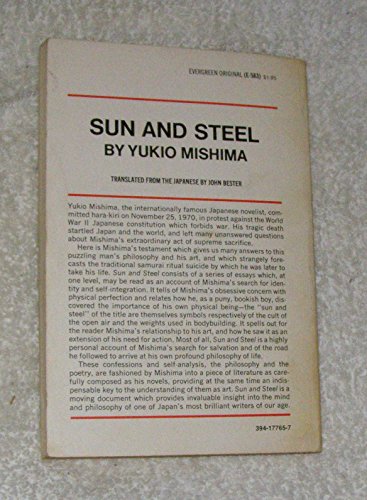 EVERGREEN ORIGINAL (E-583) $1.95
SUN AND STEEL
BY YUKIO MISHIMA
TRANSLATED FROM THE JAPANESE BY JOHN BESTER
Yukio Mishima, the internationally famous Japanese novelist, com-
mitted hara-kiri on November 25, 1970, in protest against the World
War II Japanese constitution which forbids war. His tragic death
startled Japan and the world, and left many unanswered questions
about Mishima's extraordinary act of supreme sacrifice.
Here is Mishima's testament which gives us many answers to this
puzzling man's philosophy and his art, and which strangely fore-
casts the traditional samurai ritual suicide by which he was later to
take his life. Sun and Steel consists of a series of essays which, at
one level, may be read as an account of Mishima's search for iden-
tity and self-integration. It tells of Mishima's obsessive concern with
physical perfection and relates how he, as a puny, bookish boy, dis-
covered the importance of his own physical being—the "sun and
steel" of the title are themselves symbols respectively of the cult of
the open air and the weights used in bodybuilding. It spells out for
the reader Mishima's relationship to his art, and how he saw it as an
extension of his need for action. Most of all, Sun and Steel is a highly
personal account of Mishima's search for salvation and of the road
he followed to arrive at his own profound philosophy of life.
These confessions and self-analysis, the philosophy and the
poetry, are fashioned by Mishima into a piece of literature as care-
fully composed as his novels, providing at the same time an indis-
pensable key to the understanding of them as art. Sun and Steel is a
moving document which provides invaluable insight into the mind
and philosophy of one of Japan's most brilliant writers of our age.
394-17765-7